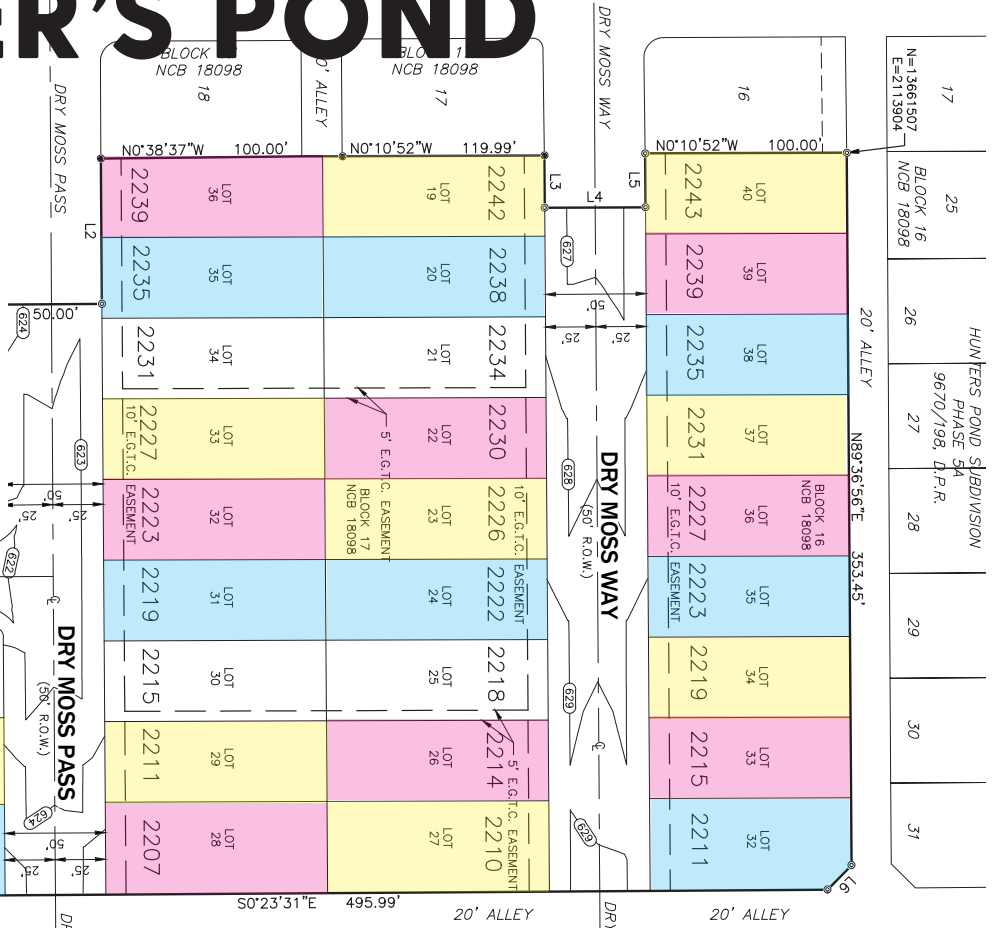 ER'S POND
BLOCK
NCB 18098
18
NCB 18098
17
ALLEY
DRY MOSS PASS
DRY MOSS WAY
16
N=13661507
E=2113904
17
25
BLOCK 16
NCB 18098
26
HUNTERS POND SUBDIVISION
PHASE 5A
9670/198, D.P.R.
27
28
29
30
31
N0°38'37"W 100.00'
N0°10'52"W 119.99'
N0°10'52"W 100.00'
L2
L3
L4
L5
L6
2239
LOT
36
2235
LOT
35
2231
LOT
34
2227
LOT
33
2223
LOT
32
2219
LOT
31
2215
LOT
30
2211
LOT
29
2207
LOT
28
10' E.G.T.C. EASEMENT
LOT
19
2242
LOT
20
2238
LOT
21
2234
LOT
22
2230
LOT
23
2226
LOT
24
2222
LOT
25
2218
LOT
26
2214
LOT
27
2210
5' E.G.T.C. EASEMENT
BLOCK 17
NCB 18098
10' E.G.T.C. EASEMENT
5' E.G.T.C. EASEMENT
2243
LOT
40
2239
LOT
39
2235
LOT
38
2231
LOT
37
2227
LOT
36
2223
LOT
35
2219
LOT
34
2215
LOT
33
2211
LOT
32
10' E.G.T.C. EASEMENT
BLOCK 16
NCB 18098
20' ALLEY
N89°36'56"E 353.45'
50.00'
624
623
50'
25'
25'
622
DRY MOSS PASS
(50' R.O.W.)
624
50'
25'
25'
627
50'
25'
25'
628
DRY MOSS WAY
(50' R.O.W.)
629
629
S0°23'31"E 495.99'
20' ALLEY
20' ALLEY
DRY